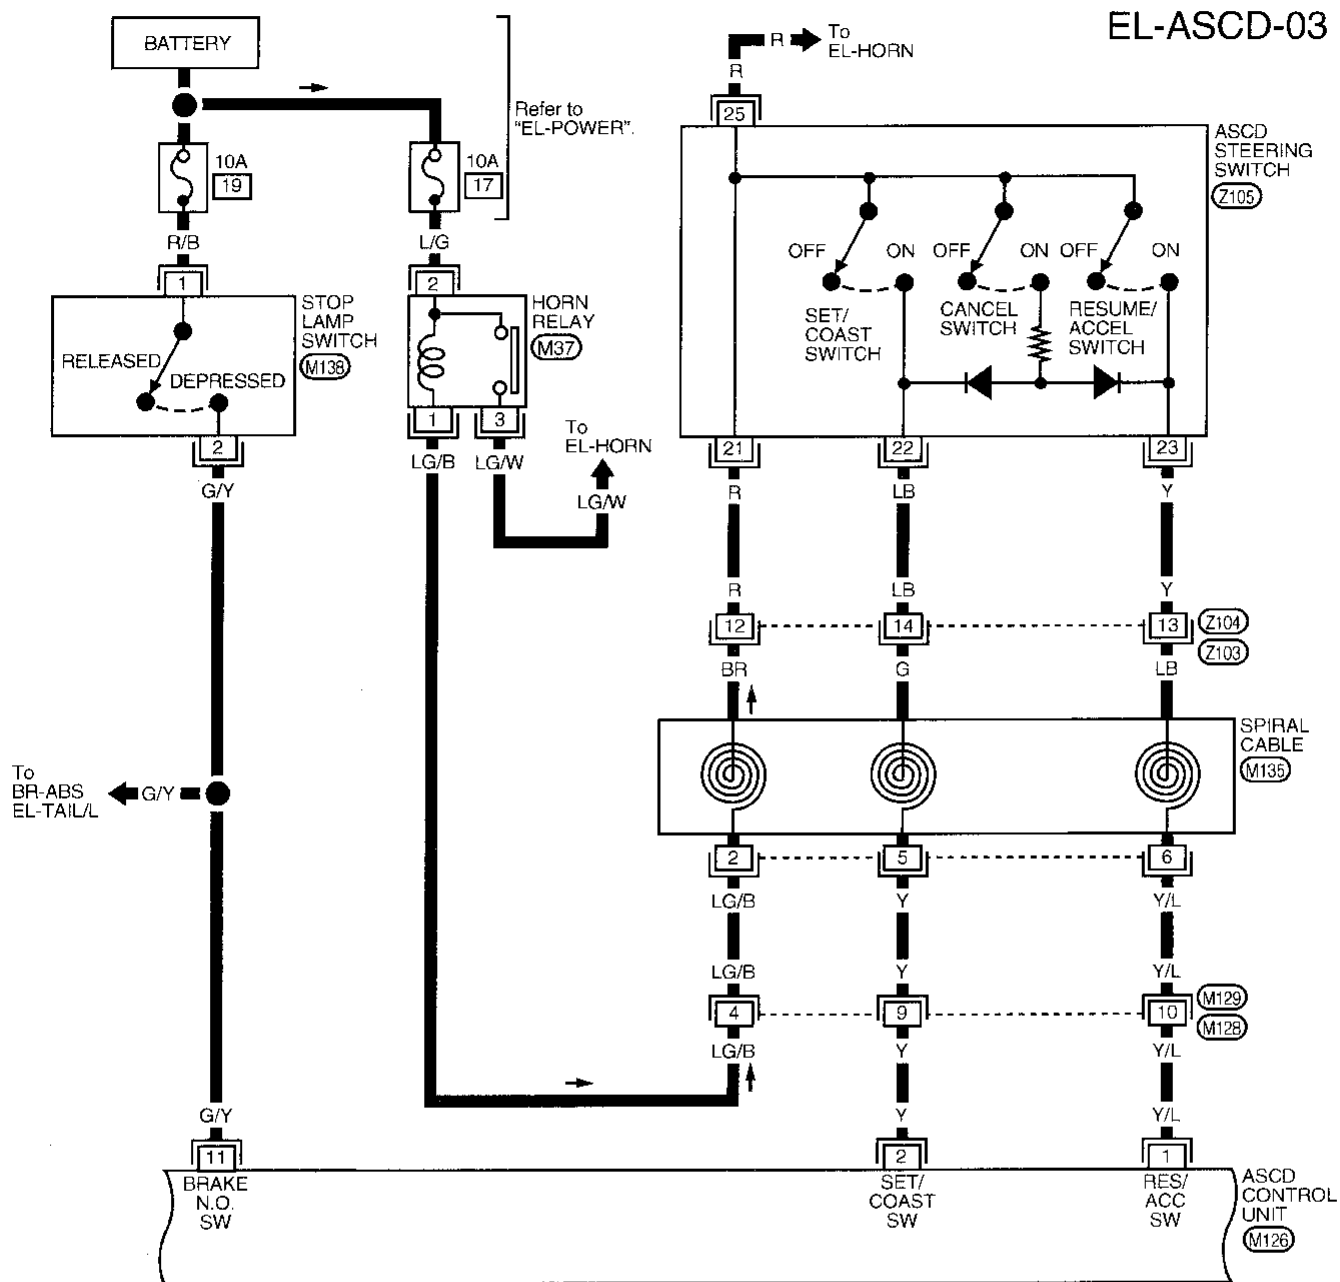 EL-ASCD-03
BATTERY
Refer to
"EL-POWER".
10A
19
10A
17
R/B
L/G
1
2
STOP
LAMP
SWITCH
M138
RELEASED
DEPRESSED
2
G/Y
HORN
RELAY
M37
1
3
LG/B
LG/W
To
EL-HORN
LG/W
R
To
EL-HORN
R
25
ASCD
STEERING
SWITCH
Z105
OFF
ON
OFF
ON
OFF
ON
SET/
COAST
SWITCH
CANCEL
SWITCH
RESUME/
ACCEL
SWITCH
21
22
23
R
LB
Y
R
LB
Y
12
14
13
Z104
Z103
BR
G
LB
SPIRAL
CABLE
M135
To
BR-ABS
EL-TAIL/L
G/Y
2
5
6
LG/B
Y
Y/L
LG/B
Y
Y/L
4
9
10
M129
M128
LG/B
Y
Y/L
G/Y
Y
Y/L
11
2
1
BRAKE
N.O.
SW
SET/
COAST
SW
RES/
ACC
SW
ASCD
CONTROL
UNIT
M126